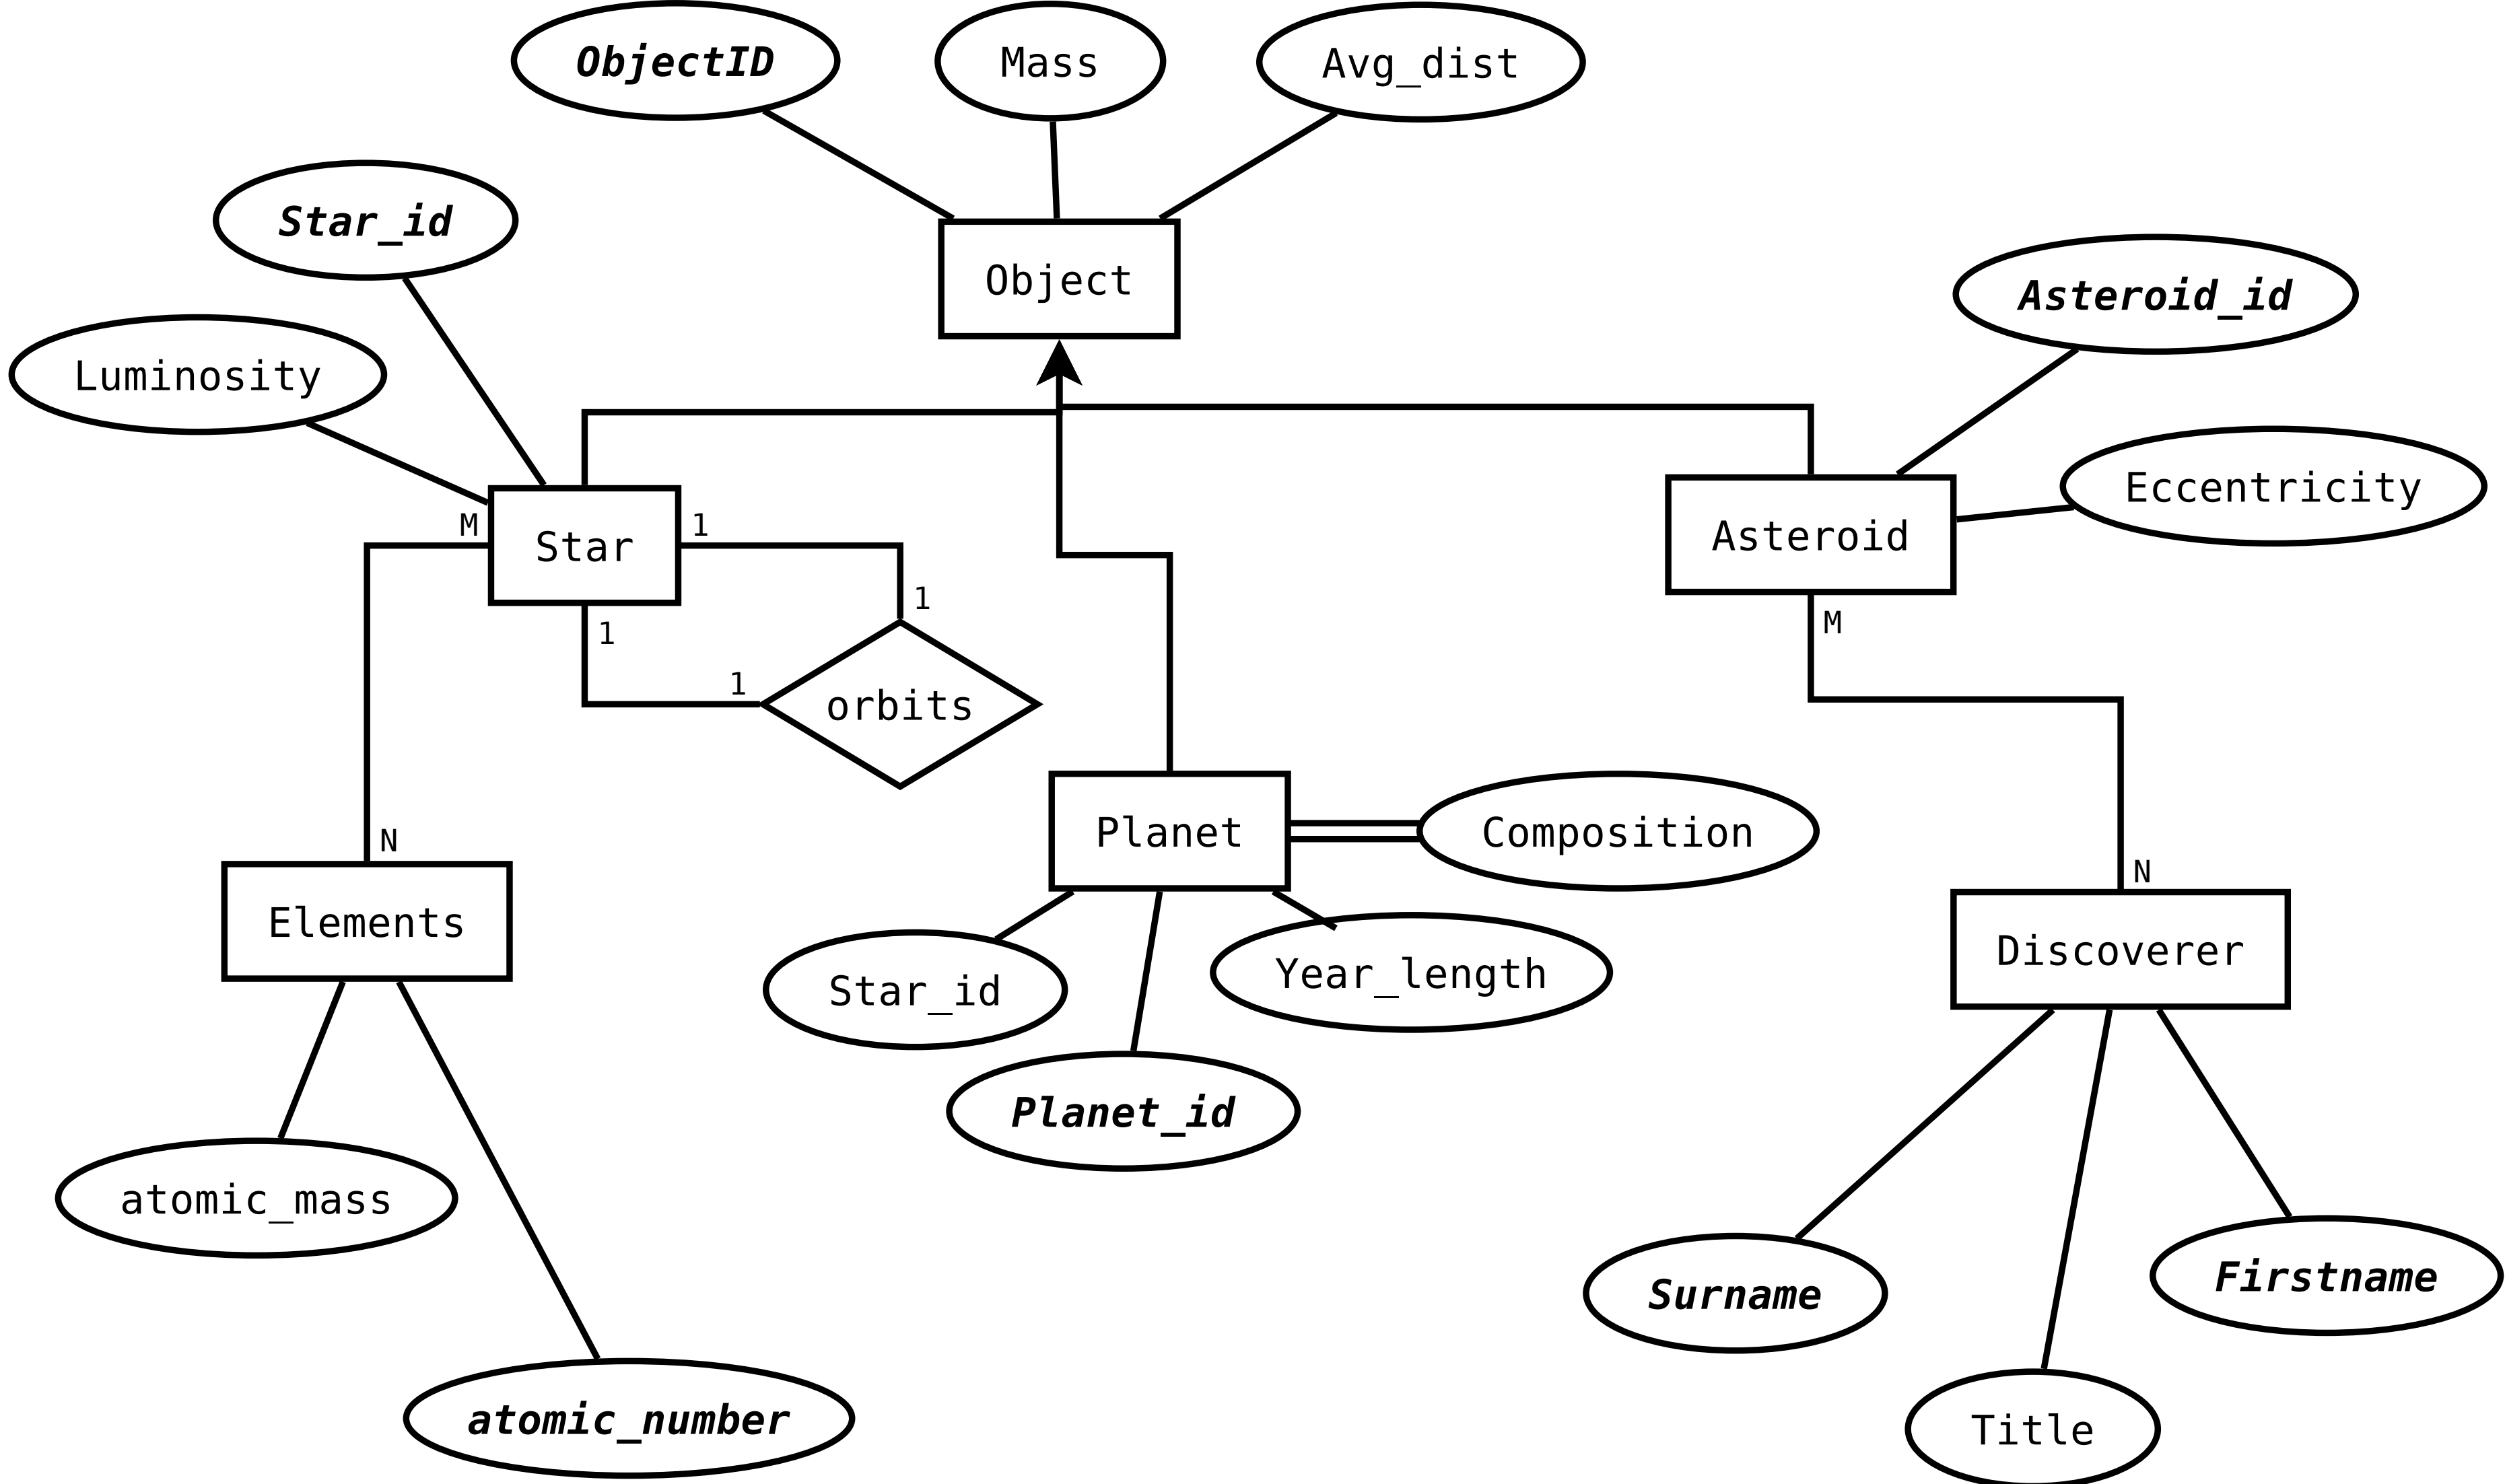 ObjectID
Mass
Avg_dist
Star_id
Object
Asteroid_id
Luminosity
Eccentricity
M
Star
1
Asteroid
1
1
M
1
orbits
N
Planet
Composition
N
Elements
Discoverer
Star_id
Year_length
Planet_id
atomic_mass
Surname
Firstname
atomic_number
Title